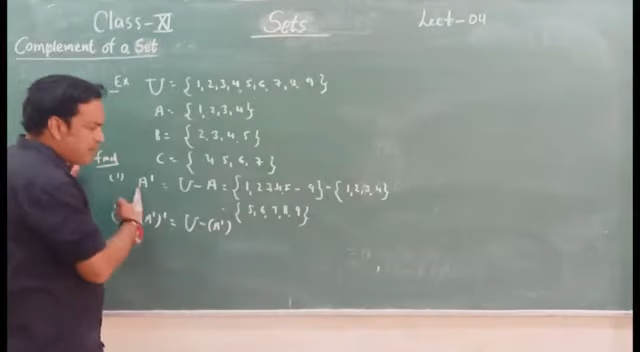 Class-XI
Sets
Lect-04
Complement of a Set
Ex U = {1,2,3,4,5,6,7,8,9}
A = {1,2,3,4}
B = {2,3,4,5}
find C = {4,5,6,7}
(1) A' = U-A = {1,2,3,4,5-9}-{1,2,3,4}
{5,6,7,8,9}
(A')' = U-(A')